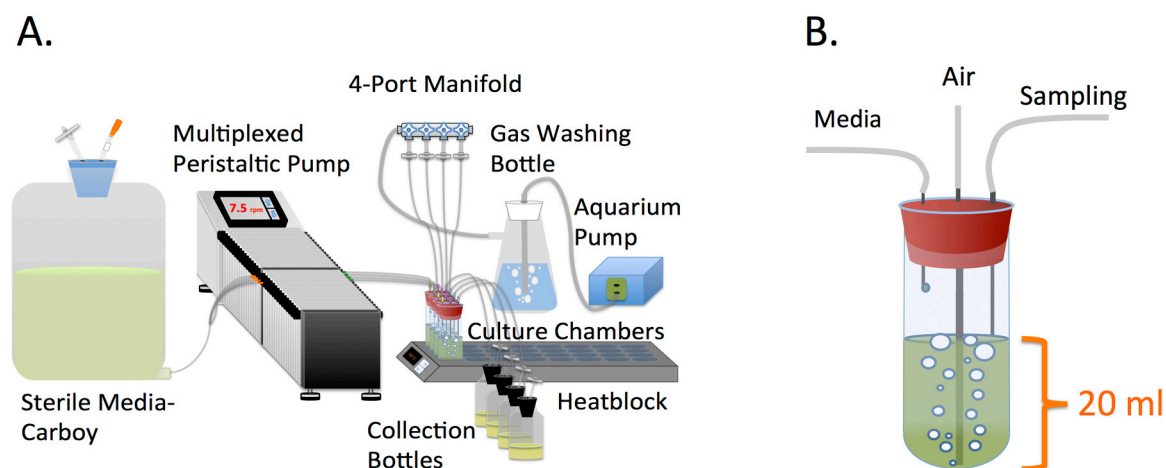 A.
4-Port Manifold
Multiplexed
Peristaltic Pump
Gas Washing
Bottle
Aquarium
Pump
7.5 rpm
Culture Chambers
Heatblock
Sterile Media-
Carboy
Collection
Bottles
B.
Air
Media
Sampling
20 ml